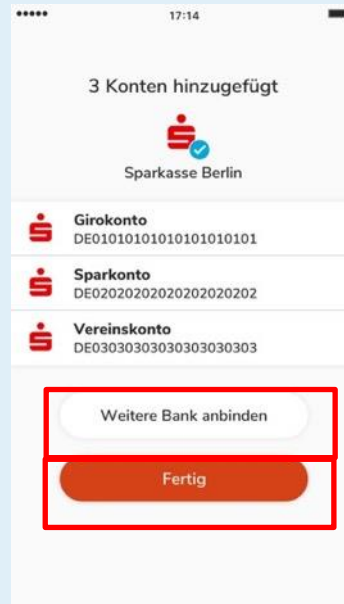 17:14
3 Konten hinzugefügt
Sparkasse Berlin
Girokonto
DE01010101010101010101
Sparkonto
DE02020202020202020202
Vereinskonto
DE03030303030303030303
Weitere Bank anbinden
Fertig